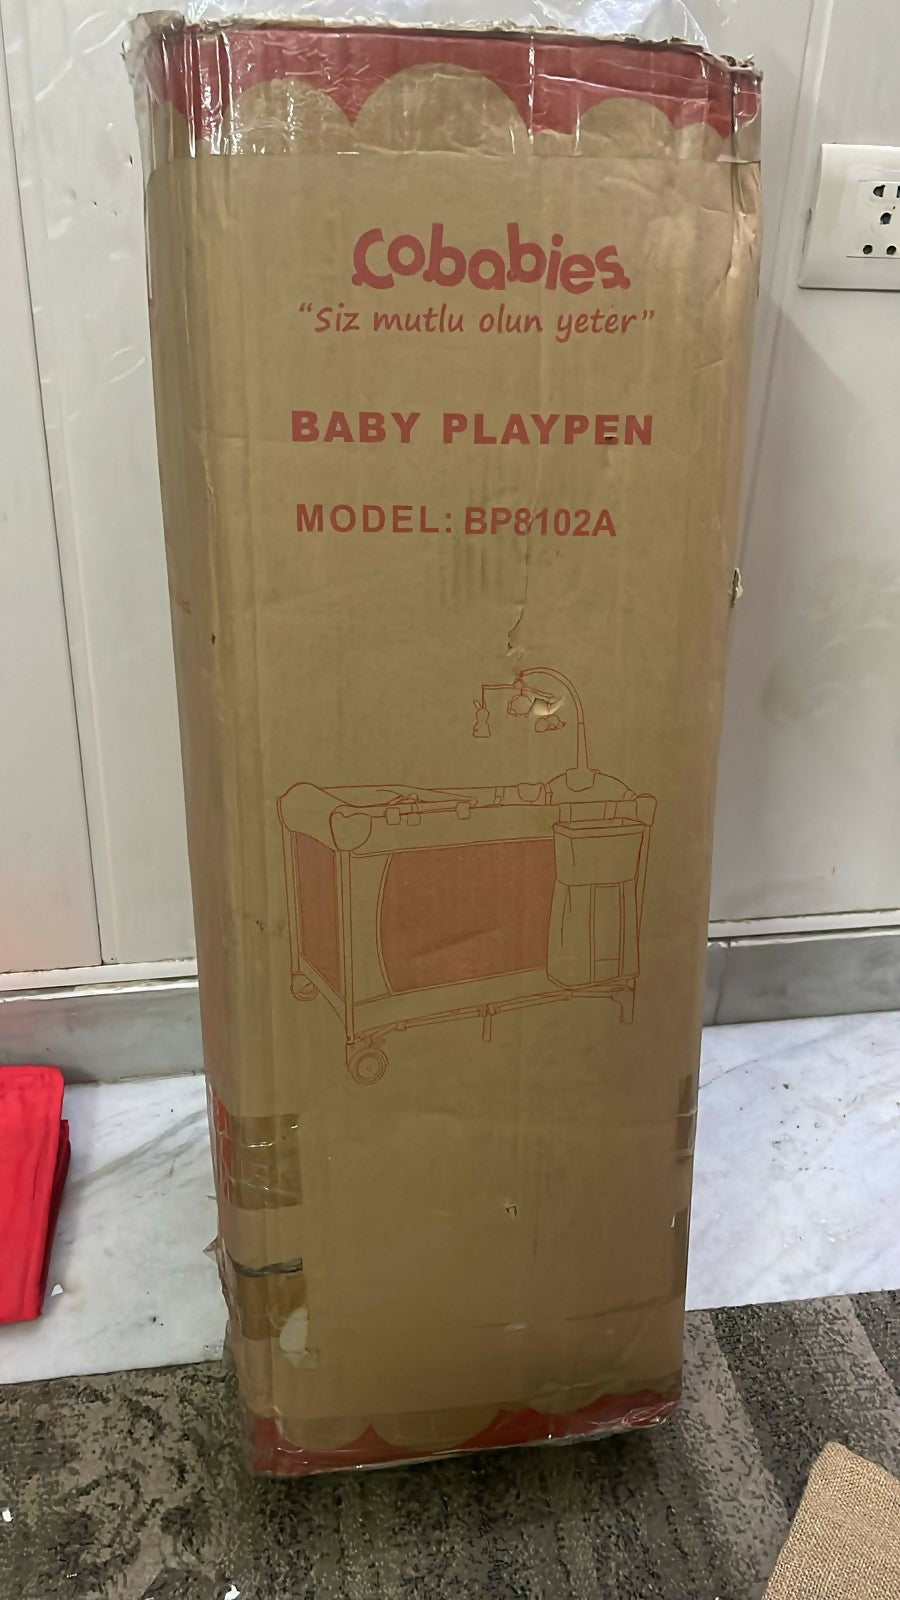 cobabies
"Siz mutlu olun yeter"
BABY PLAYPEN
MODEL: BP8102A